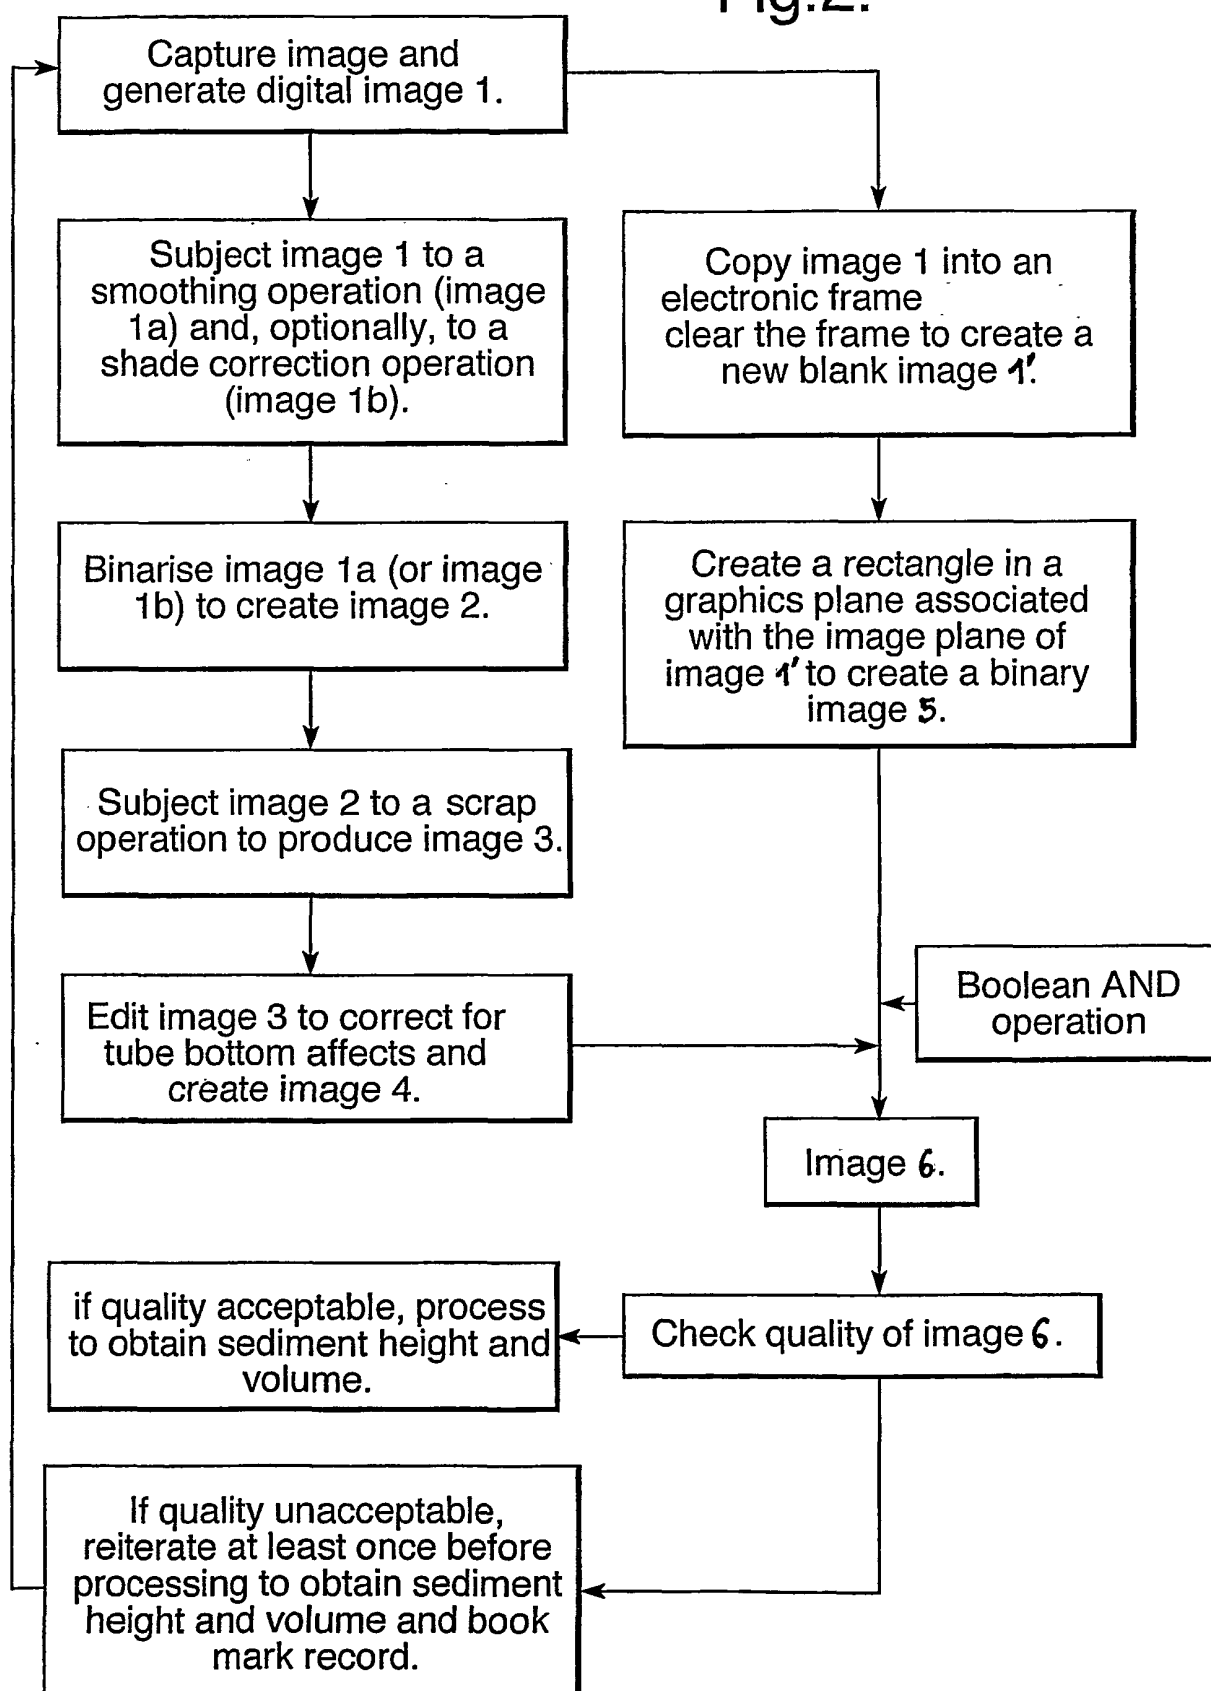 Fig.2.
Capture image and
generate digital image 1.
Subject image 1 to a
smoothing operation (image
1a) and, optionally, to a
shade correction operation
(image 1b).
Binarise image 1a (or image
1b) to create image 2.
Subject image 2 to a scrap
operation to produce image 3.
Edit image 3 to correct for
tube bottom affects and
create image 4.
Copy image 1 into an
electronic frame
clear the frame to create a
new blank image 1'.
Create a rectangle in a
graphics plane associated
with the image plane of
image 1' to create a binary
image 5.
Boolean AND
operation
Image 6.
Check quality of image 6.
if quality acceptable, process
to obtain sediment height and
volume.
If quality unacceptable,
reiterate at least once before
processing to obtain sediment
height and volume and book
mark record.